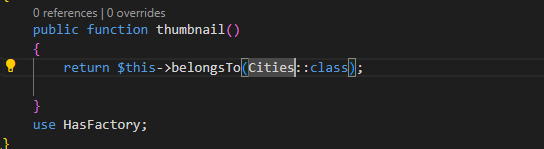 0 references | 0 overrides
public function thumbnail()
{
return $this->belongsTo(Cities::class);
}
use HasFactory;
}